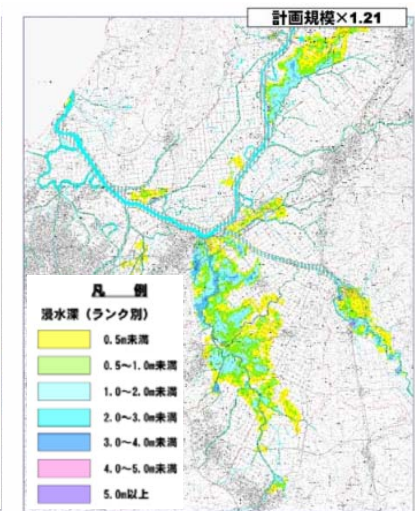 計画規模×1.21
凡 例
浸水深（ランク別）
0.5m未満
0.5～1.0m未満
1.0～2.0m未満
2.0～3.0m未満
3.0～4.0m未満
4.0～5.0m未満
5.0m以上